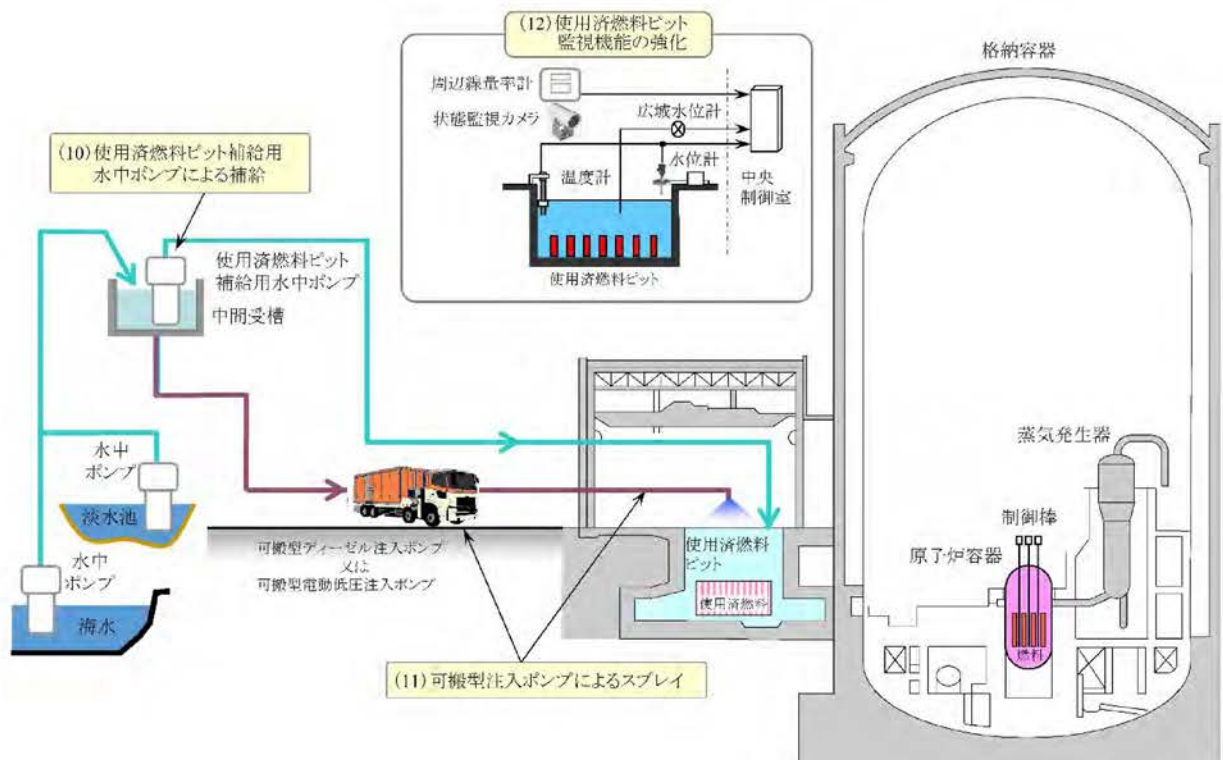 (12)使用済燃料ピット
監視機能の強化
周辺線量率計
状態監視カメラ
広域水位計
水位計
温度計
中央
制御室
使用済燃料ピット
格納容器
(10)使用済燃料ピット補給用
水中ポンプによる補給
使用済燃料ピット
補給用水中ポンプ
中間受槽
水中
ポンプ
淡水池
水中
ポンプ
海水
可搬型ディーゼル注入ポンプ
又は
可搬型電動低圧注入ポンプ
使用済燃料
ピット
使用済燃料
(11)可搬型注入ポンプによるスプレイ
蒸気発生器
制御棒
原子炉容器
燃料